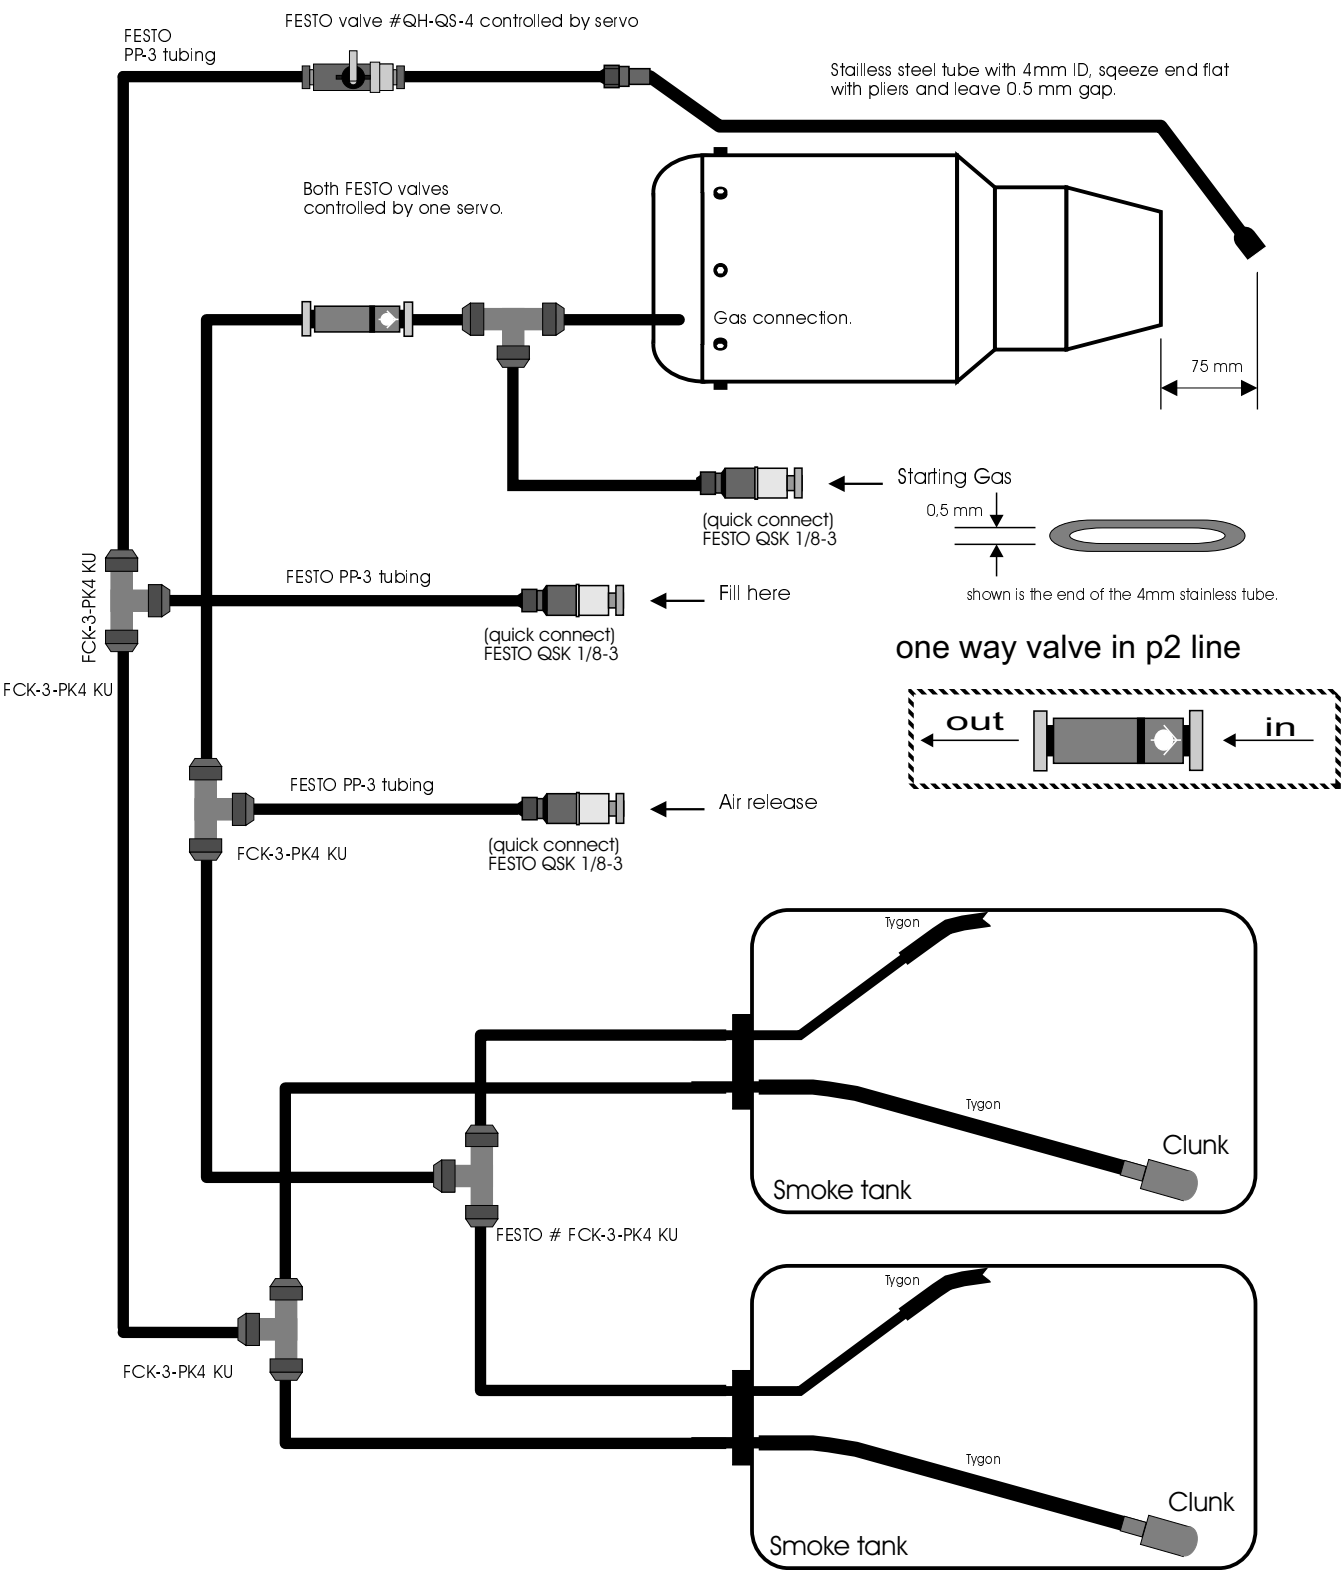 FESTO valve #QH-QS-4 controlled by servo
FESTO
PP-3 tubing
Stailless steel tube with 4mm ID, sqeeze end flat
with pliers and leave 0.5 mm gap.
Both FESTO valves
controlled by one servo.
Gas connection.
75 mm
Starting Gas
0,5 mm
(quick connect)
FESTO QSK 1/8-3
FCK-3-PK4 KU
FESTO PP-3 tubing
Fill here
shown is the end of the 4mm stainless tube.
(quick connect)
FESTO QSK 1/8-3
one way valve in p2 line
FCK-3-PK4 KU
out
in
FESTO PP-3 tubing
Air release
(quick connect)
FESTO QSK 1/8-3
FCK-3-PK4 KU
Tygon
Tygon
Clunk
Smoke tank
FESTO # FCK-3-PK4 KU
Tygon
FCK-3-PK4 KU
Tygon
Clunk
Smoke tank